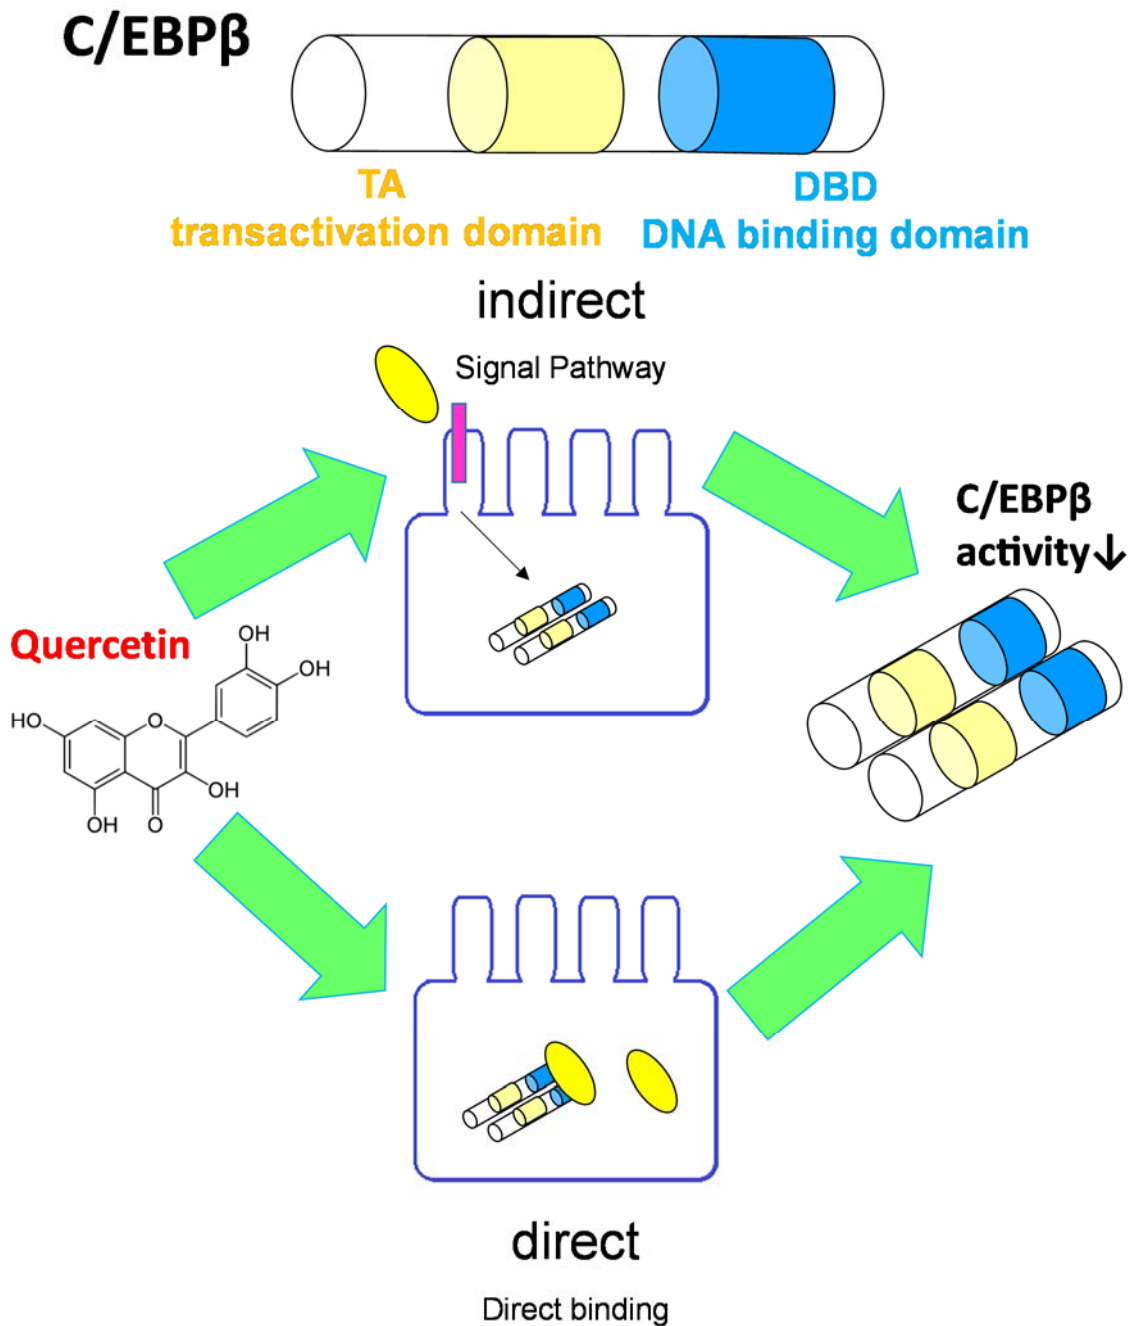 C/EBPβ
TA
transactivation domain
DBD
DNA binding domain
indirect
Signal Pathway
C/EBPβ
activity↓
Quercetin
OH
OH
HO
O
OH
OH
O
direct
Direct binding